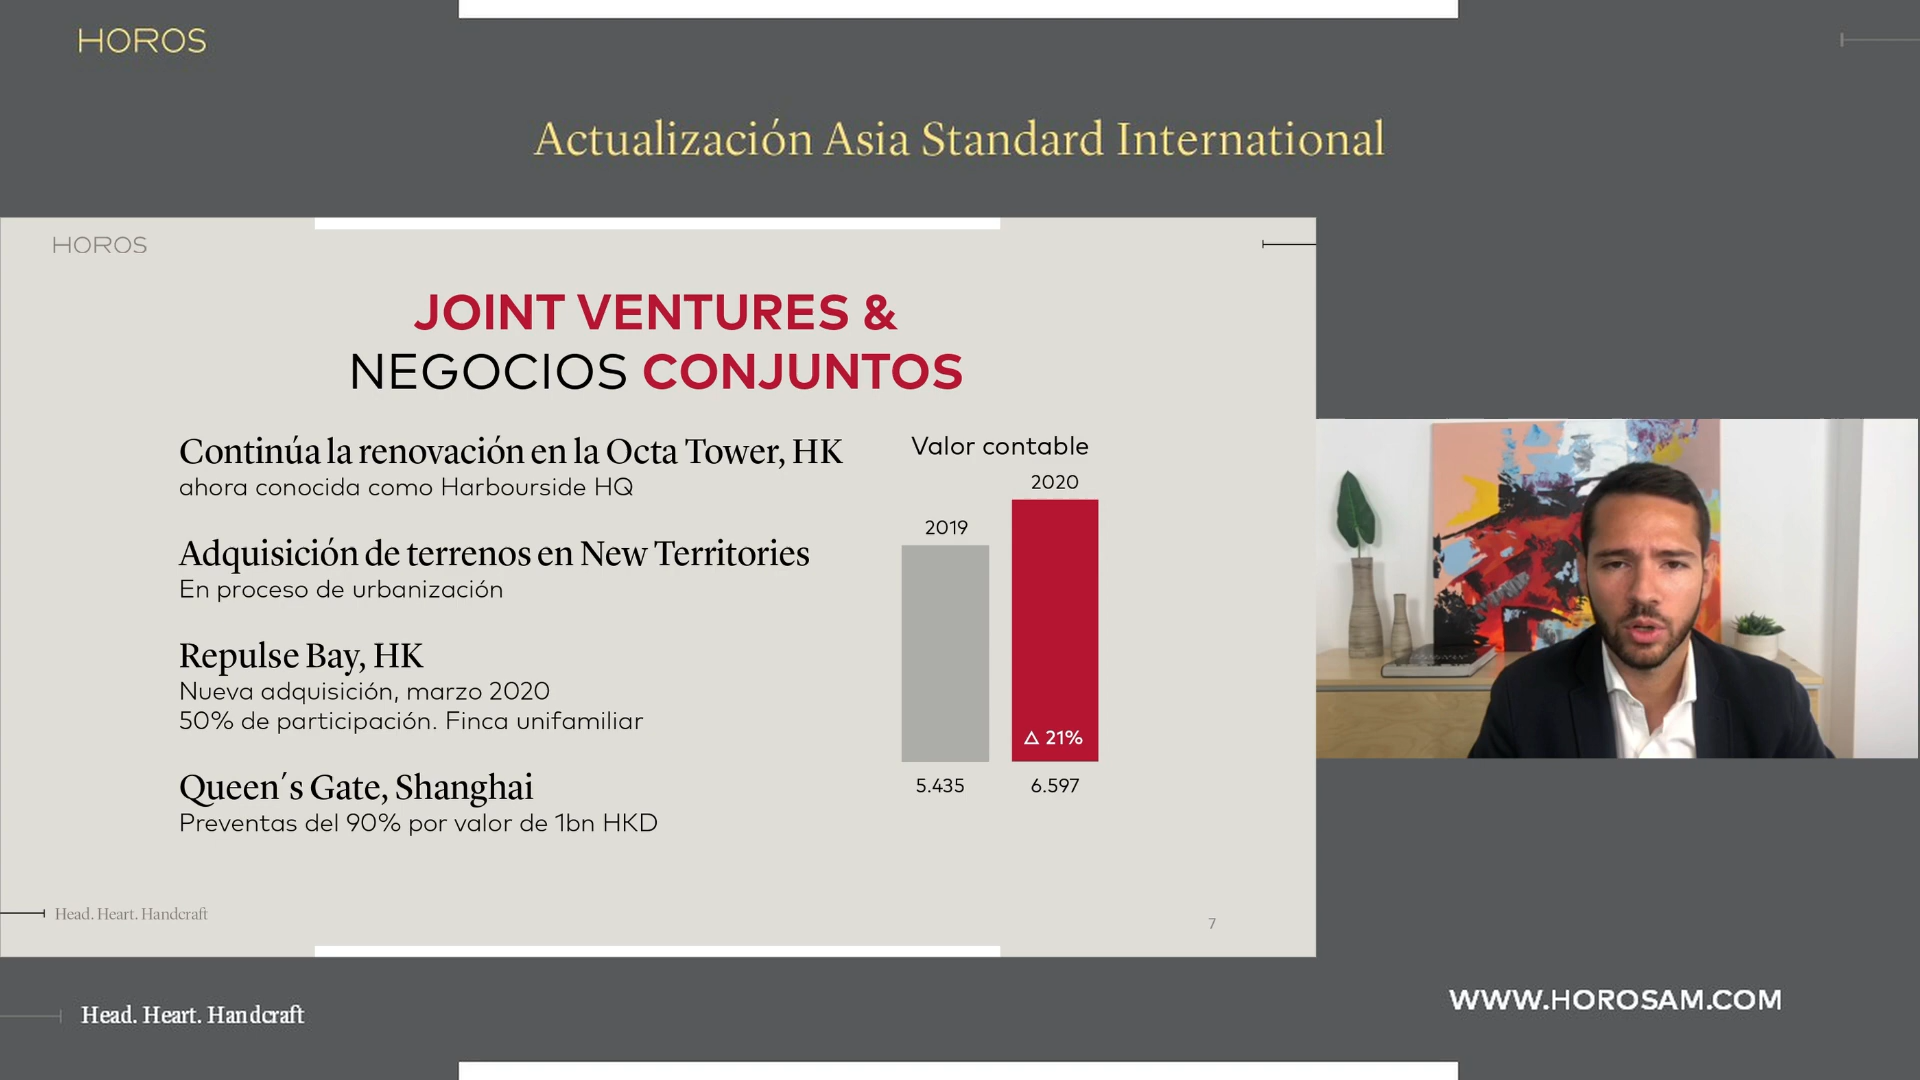 HOROS
Actualización Asia Standard International
HOROS
JOINT VENTURES &
NEGOCIOS CONJUNTOS
Continúa la renovación en la Octa Tower, HK
ahora conocida como Harbourside HQ
Adquisición de terrenos en New Territories
En proceso de urbanización
Repulse Bay, HK
Nueva adquisición, marzo 2020
50% de participación. Finca unifamiliar
Queen´s Gate, Shanghai
Preventas del 90% por valor de 1bn HKD
Valor contable
2020
2019
Δ 21%
5.435
6.597
Head. Heart. Handcraft
7
Head. Heart. Handcraft
WWW.HOROSAM.COM